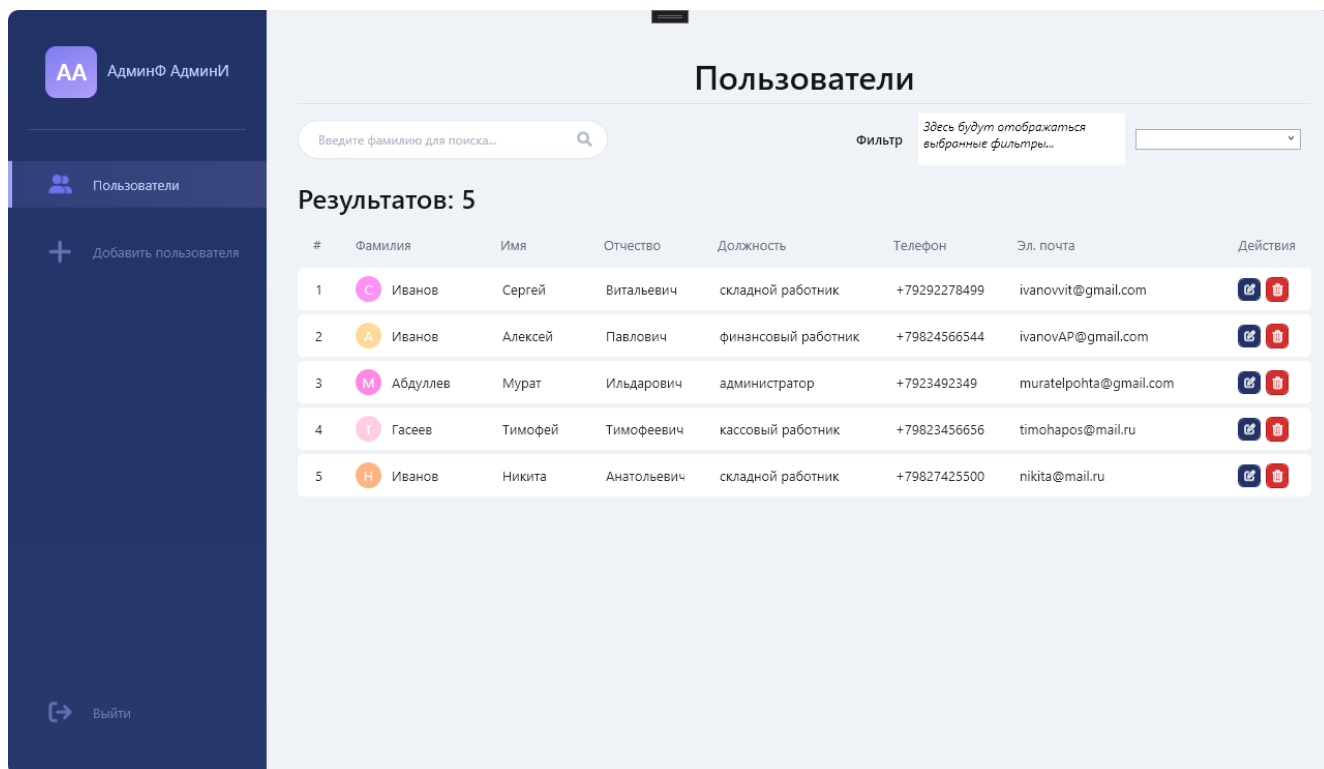 АА АдминФ АдминИ
Пользователи
Добавить пользователя
Выйти
Пользователи
Введите фамилию для поиска...
Фильтр
Здесь будут отображаться
выбранные фильтры...
Результатов: 5
# Фамилия Имя Отчество Должность Телефон Эл. почта Действия
1 С Иванов Сергей Витальевич складной работник +79292278499 ivanovvit@gmail.com
2 А Иванов Алексей Павлович финансовый работник +79824566544 ivanovAP@gmail.com
3 М Абдуллев Мурат Ильдарович администратор +7923492349 muratelpohta@gmail.com
4 Т Гасеев Тимофей Тимофеевич кассовый работник +79823456656 timohapos@mail.ru
5 Н Иванов Никита Анатольевич складной работник +79827425500 nikita@mail.ru